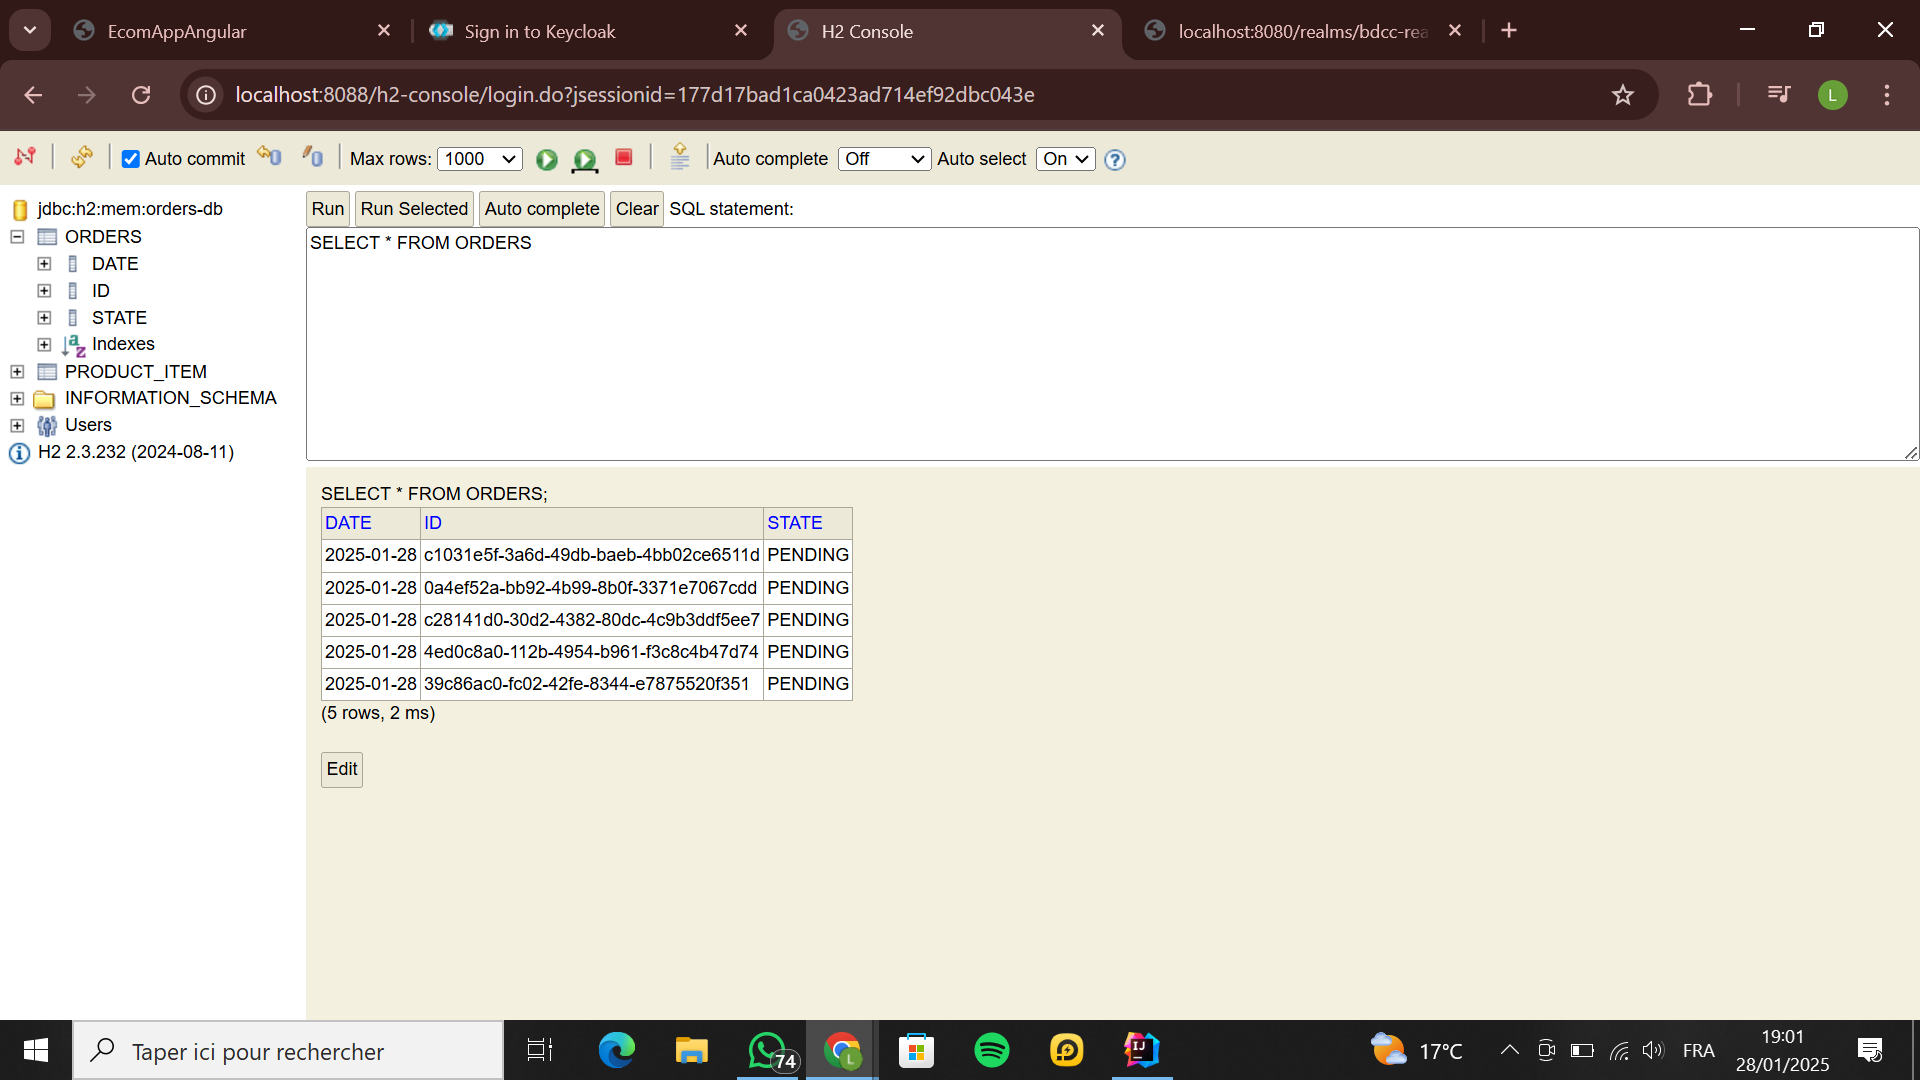 EcomAppAngular
Sign in to Keycloak
H2 Console
localhost:8080/realms/bdcc-rea
localhost:8088/h2-console/login.do?jsessionid=177d17bad1ca0423ad714ef92dbc043e
L
Auto commit
Max rows: 1000
Auto complete Off
Auto select On
jdbc:h2:mem:orders-db
ORDERS
DATE
ID
STATE
Indexes
PRODUCT_ITEM
INFORMATION_SCHEMA
Users
H2 2.3.232 (2024-08-11)
Run Run Selected Auto complete Clear SQL statement:
SELECT * FROM ORDERS
SELECT * FROM ORDERS;
DATE ID STATE
2025-01-28 c1031e5f-3a6d-49db-baeb-4bb02ce6511d PENDING
2025-01-28 0a4ef52a-bb92-4b99-8b0f-3371e7067cdd PENDING
2025-01-28 c28141d0-30d2-4382-80dc-4c9b3ddf5ee7 PENDING
2025-01-28 4ed0c8a0-112b-4954-b961-f3c8c4b47d74 PENDING
2025-01-28 39c86ac0-fc02-42fe-8344-e7875520f351 PENDING
(5 rows, 2 ms)
Edit
Taper ici pour rechercher
74
L
IJ
17°C
FRA
19:01
28/01/2025